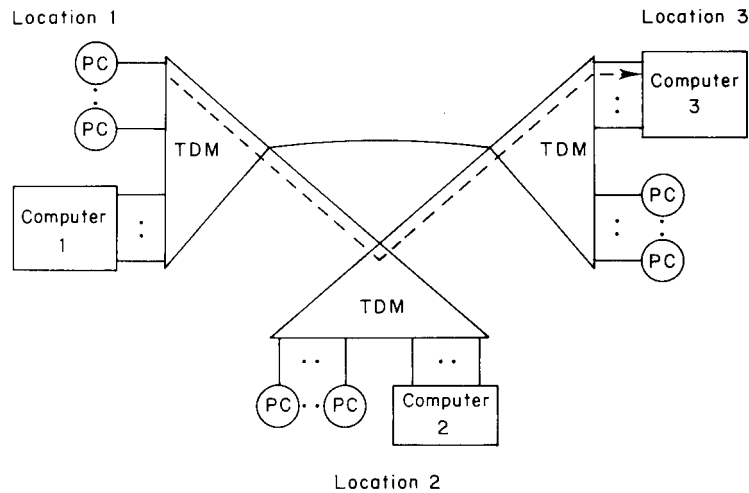 Location 1
Location 3
PC
PC
TDM
Computer
1
Computer
3
TDM
PC
PC
TDM
PC
PC
Computer
2
Location 2